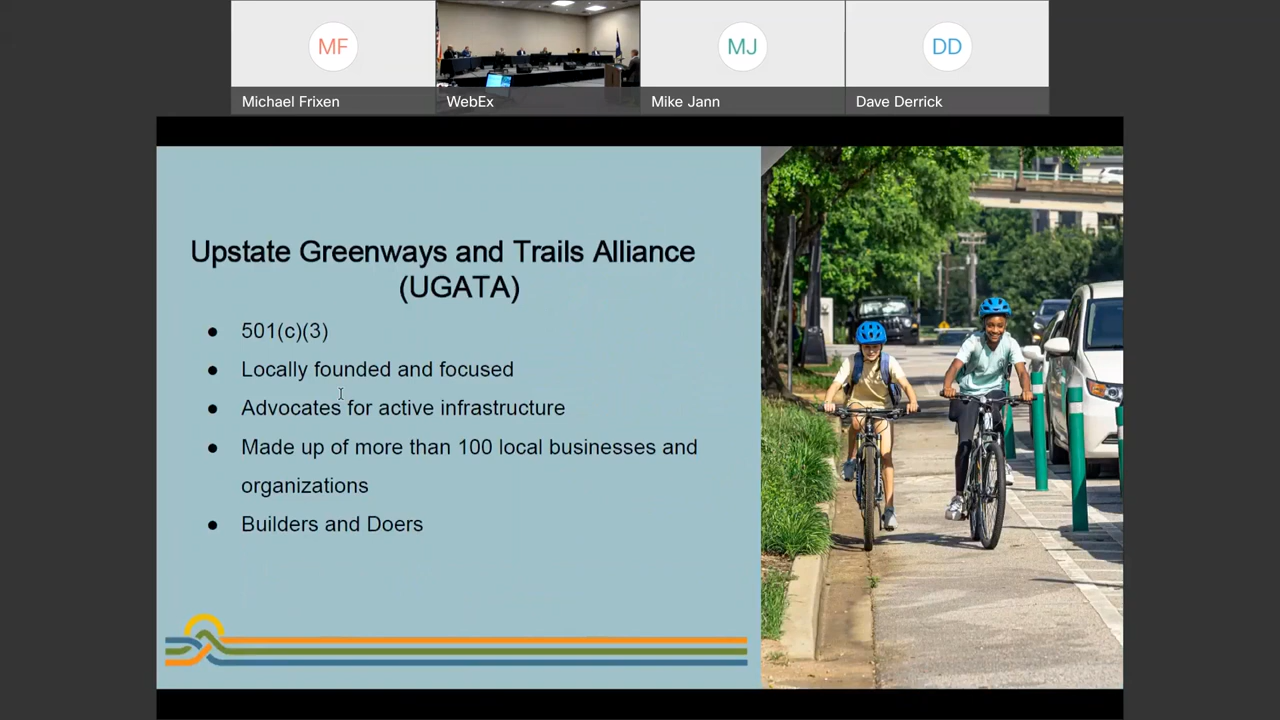 MF
MJ
DD
Michael Frixen
WebEx
Mike Jann
Dave Derrick
Upstate Greenways and Trails Alliance
(UGATA)
● 501(c)(3)
● Locally founded and focused
● Advocates for active infrastructure
● Made up of more than 100 local businesses and
organizations
● Builders and Doers